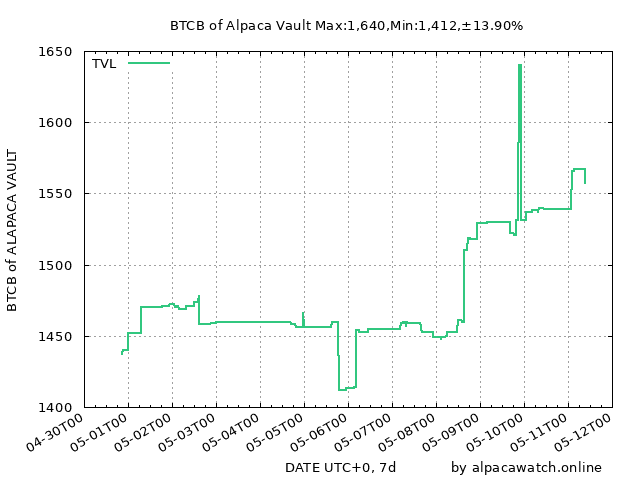 BTCB of Alpaca Vault Max:1,640,Min:1,412,±13.90%
TVL
1650
1600
1550
1500
1450
1400
BTCB of ALAPACA VAULT
04-30T00
05-01T00
05-02T00
05-03T00
05-04T00
05-05T00
05-06T00
05-07T00
05-08T00
05-09T00
05-10T00
05-11T00
05-12T00
DATE UTC+0, 7d
by alpacawatch.online